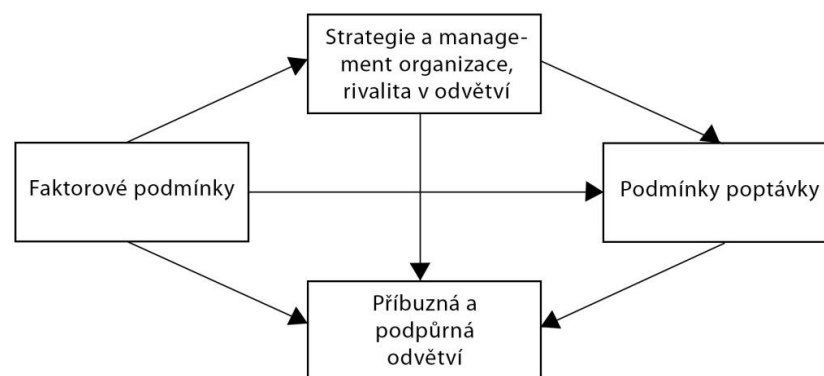 Strategie a manage-
ment organizace,
rivalita v odvětví
Faktorové podmínky
Podmínky poptávky
Příbuzná a
podpůrná
odvětví